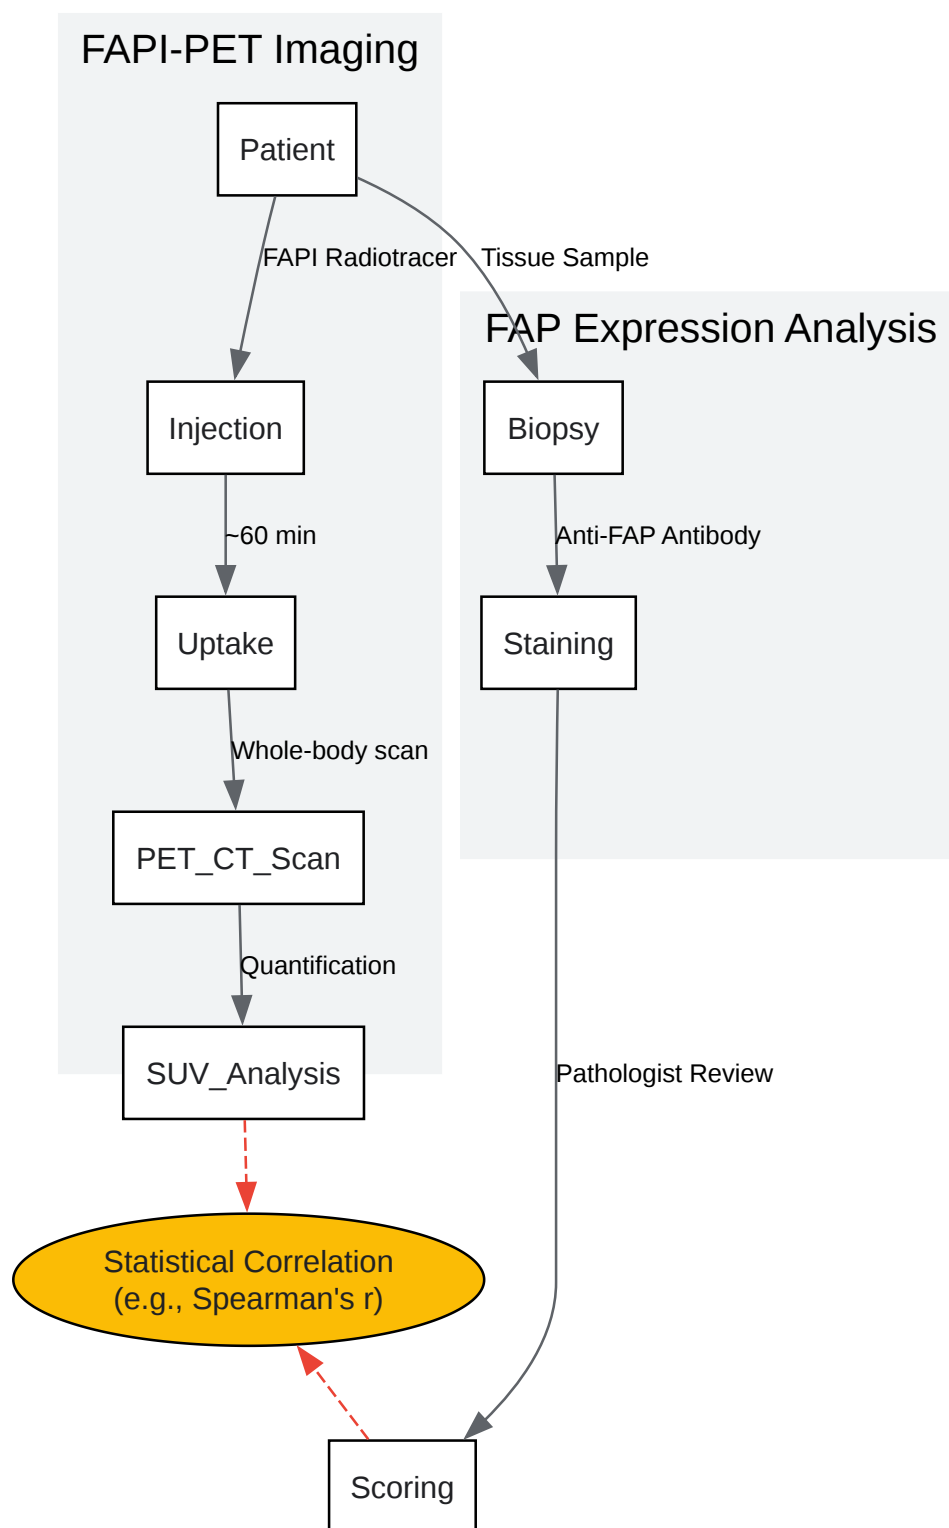 FAPI-PET Imaging
Patient
FAPI Radiotracer
Tissue Sample
FAP Expression Analysis
Injection
Biopsy
~60 min
Anti-FAP Antibody
Uptake
Staining
Whole-body scan
PET_CT_Scan
Quantification
SUV_Analysis
Pathologist Review
Statistical Correlation
(e.g., Spearman's r)
Scoring